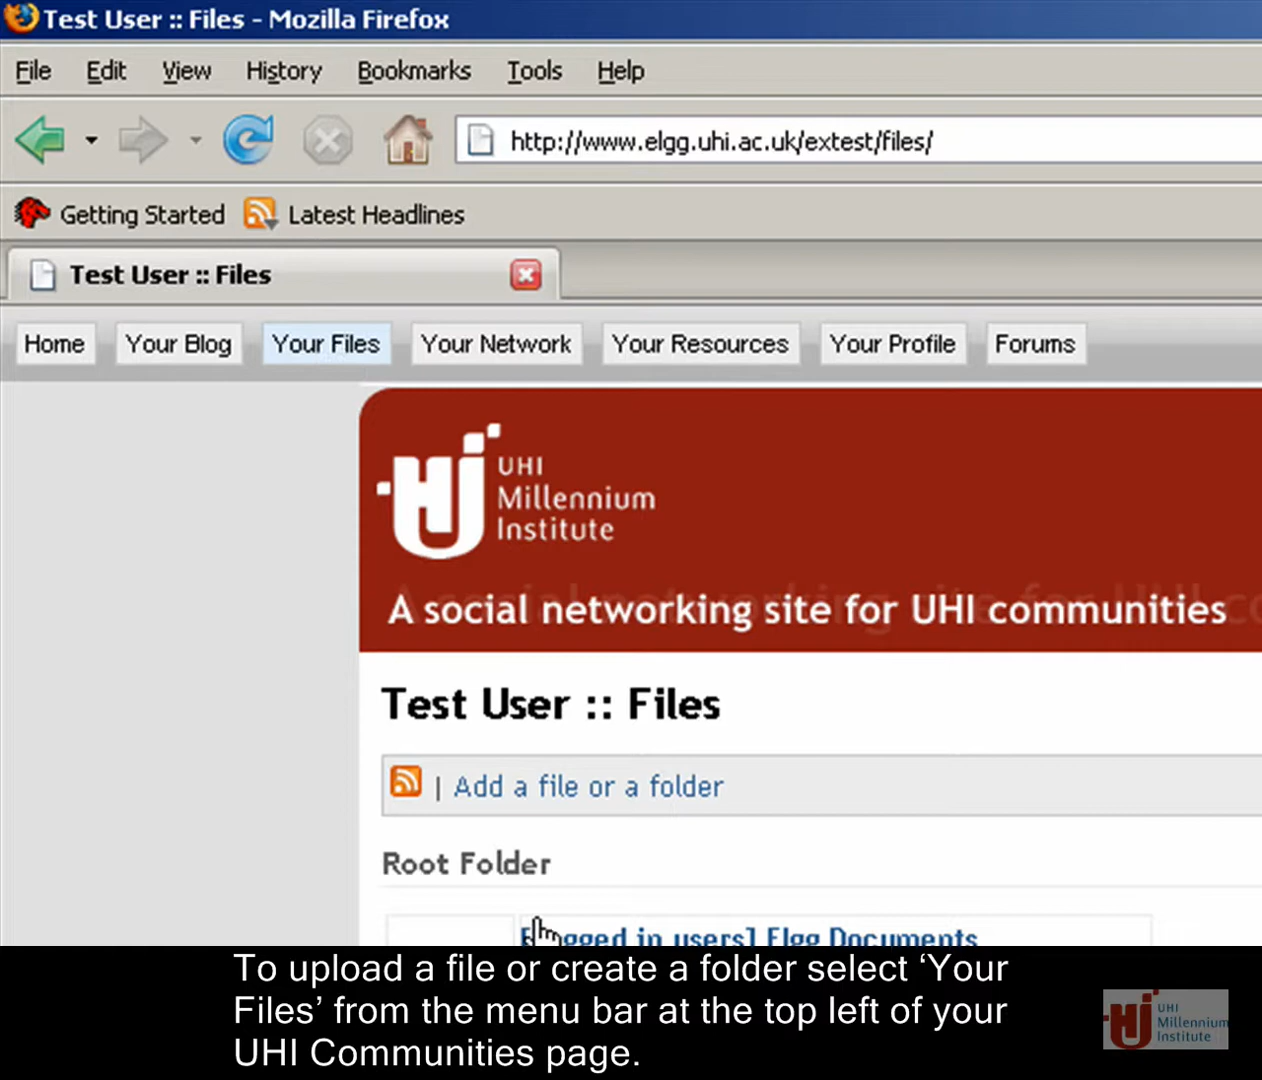 Test User :: Files - Mozilla Firefox
File Edit View History Bookmarks Tools Help
http://www.elgg.uhi.ac.uk/extest/files/
Getting Started Latest Headlines
Test User :: Files
Home Your Blog Your Files Your Network Your Resources Your Profile Forums
UHI
Millennium
Institute
A social networking site for UHI communities
Test User :: Files
| Add a file or a folder
Root Folder
in users] Elgg Documents
To upload a file or create a folder select ‘Your
Files’ from the menu bar at the top left of your
UHI Communities page.
UHI
Millennium
Institute